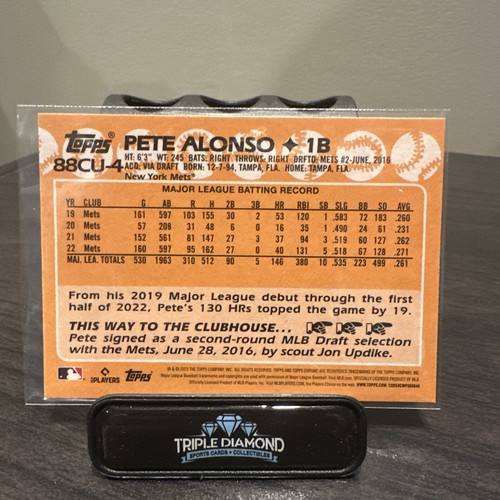 Topps®
PETE ALONSO ✦ 1B
88CU-4
HT: 6'3" WT: 245 BATS: RIGHT THROWS: RIGHT DRFTD: METS #2-JUNE, 2016
ACQ: VIA DRAFT BORN: 12-7-94, TAMPA, FLA. HOME: TAMPA, FLA.
New York Mets®
MAJOR LEAGUE BATTING RECORD
YR CLUB G AB R H 2B 3B HR RBI SB SLG BB SO AVG
19 Mets 161 597 103 155 30 2 53 120 1 .583 72 183 .260
20 Mets 57 208 31 48 6 0 16 35 1 .490 24 61 .231
21 Mets 152 561 81 147 27 3 37 94 3 .519 60 127 .262
22 Mets 160 597 95 162 27 0 40 131 5 .518 67 128 .271
MAJ. LEA. TOTALS 530 1963 310 512 90 5 146 380 10 .535 223 499 .261
From his 2019 Major League debut through the first
half of 2022, Pete's 130 HRs topped the game by 19.
THIS WAY TO THE CLUBHOUSE...
Pete signed as a second-round MLB Draft selection
with the Mets, June 28, 2016, by scout Jon Updike.
PLAYERS
Topps
TRIPLE DIAMOND
SPORTS CARDS • COLLECTIBLES